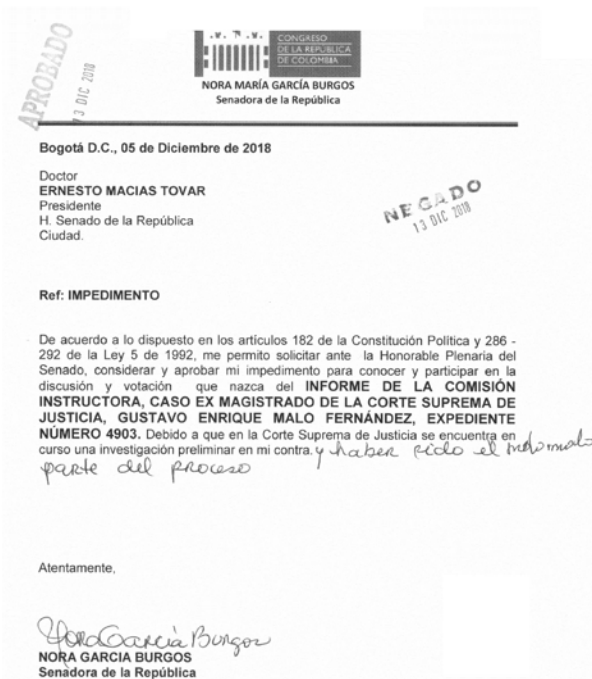 APROBADO
13 DIC 2018
CONGRESO
DE LA REPÚBLICA
DE COLOMBIA
NORA MARÍA GARCÍA BURGOS
Senadora de la República
Bogotá D.C., 05 de Diciembre de 2018
Doctor
ERNESTO MACIAS TOVAR
Presidente
H. Senado de la República
Ciudad.
NEGADO
13 DIC 2018
Ref: IMPEDIMENTO
De acuerdo a lo dispuesto en los artículos 182 de la Constitución Política y 286 -
292 de la Ley 5 de 1992, me permito solicitar ante la Honorable Plenaria del
Senado, considerar y aprobar mi impedimento para conocer y participar en la
discusión y votación que nazca del INFORME DE LA COMISIÓN
INSTRUCTORA, CASO EX MAGISTRADO DE LA CORTE SUPREMA DE
JUSTICIA, GUSTAVO ENRIQUE MALO FERNÁNDEZ, EXPEDIENTE
NÚMERO 4903. Debido a que en la Corte Suprema de Justicia se encuentra en
curso una investigación preliminar en mi contra. y haber sido el
parte del proceso
Atentamente,
Nora García Burgos
NORA GARCIA BURGOS
Senadora de la República